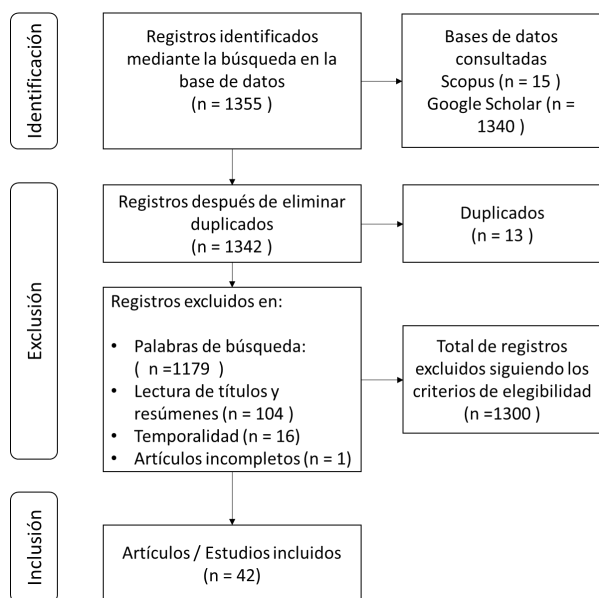 Identificación
Registros identificados
mediante la búsqueda en la
base de datos
(n = 1355 )
Bases de datos
consultadas
Scopus (n = 15 )
Google Scholar (n =
1340 )
Exclusión
Registros después de eliminar
duplicados
(n = 1342 )
Duplicados
(n = 13 )
Registros excluidos en:
• Palabras de búsqueda:
( n =1179 )
• Lectura de títulos y
resúmenes (n = 104 )
• Temporalidad (n = 16)
• Artículos incompletos (n = 1)
Total de registros
excluidos siguiendo los
criterios de elegibilidad
(n =1300 )
Inclusión
Artículos / Estudios incluidos
(n = 42)